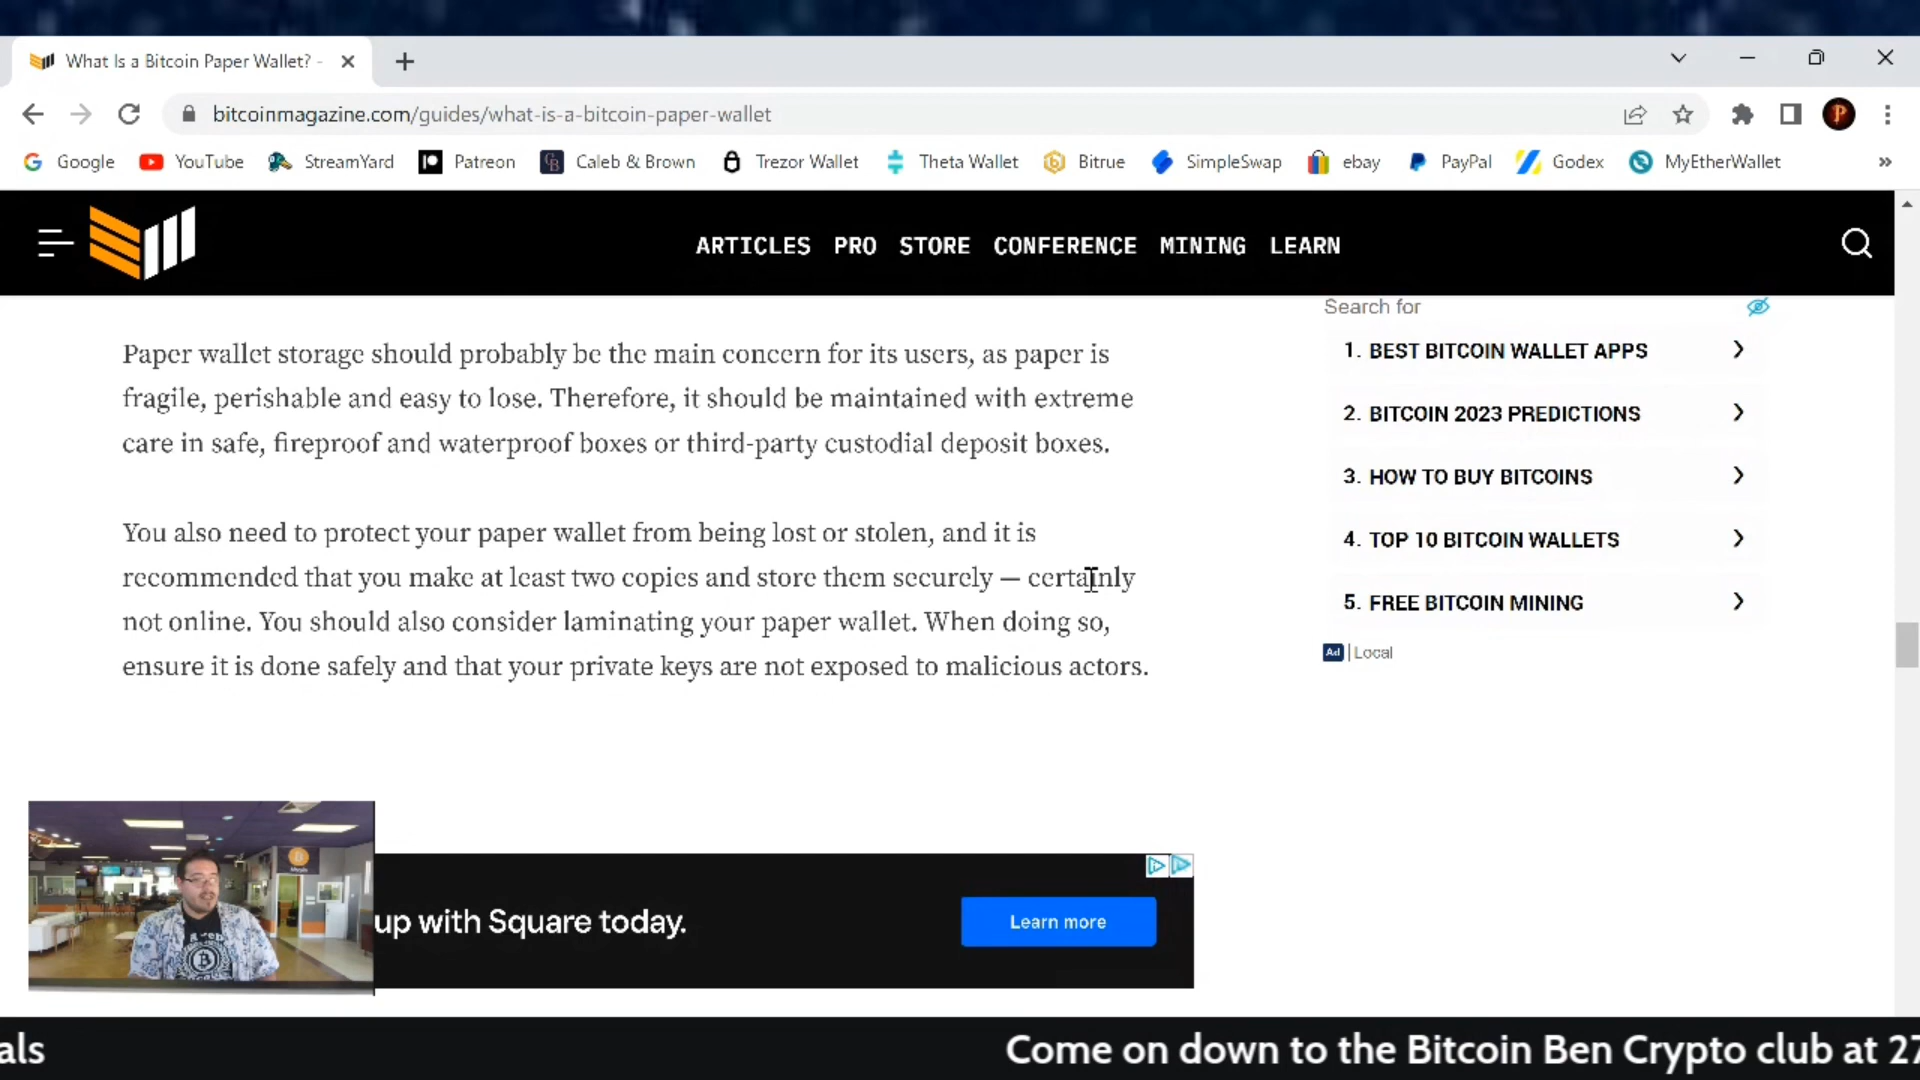 What Is a Bitcoin Paper Wallet? -
bitcoinmagazine.com/guides/what-is-a-bitcoin-paper-wallet
Google YouTube StreamYard Patreon Caleb & Brown Trezor Wallet Theta Wallet Bitrue SimpleSwap ebay PayPal Godex MyEtherWallet »
ARTICLES PRO STORE CONFERENCE MINING LEARN
Paper wallet storage should probably be the main concern for its users, as paper is
fragile, perishable and easy to lose. Therefore, it should be maintained with extreme
care in safe, fireproof and waterproof boxes or third-party custodial deposit boxes.
You also need to protect your paper wallet from being lost or stolen, and it is
recommended that you make at least two copies and store them securely — certainly
not online. You should also consider laminating your paper wallet. When doing so,
ensure it is done safely and that your private keys are not exposed to malicious actors.
Search for
1. BEST BITCOIN WALLET APPS
2. BITCOIN 2023 PREDICTIONS
3. HOW TO BUY BITCOINS
4. TOP 10 BITCOIN WALLETS
5. FREE BITCOIN MINING
Ad | Local
up with Square today.
Learn more
als
Come on down to the Bitcoin Ben Crypto club at 27